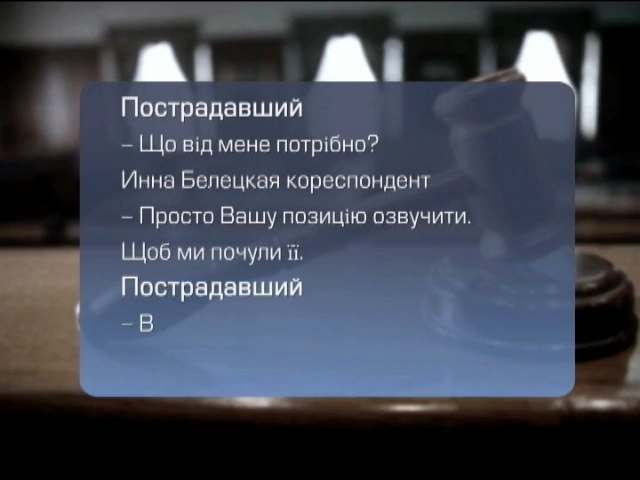 Пострадавший
– Що від мене потрібно?
Инна Белецкая кореспондент
– Просто Вашу позицію озвучити.
Щоб ми почули її.
Пострадавший
– В